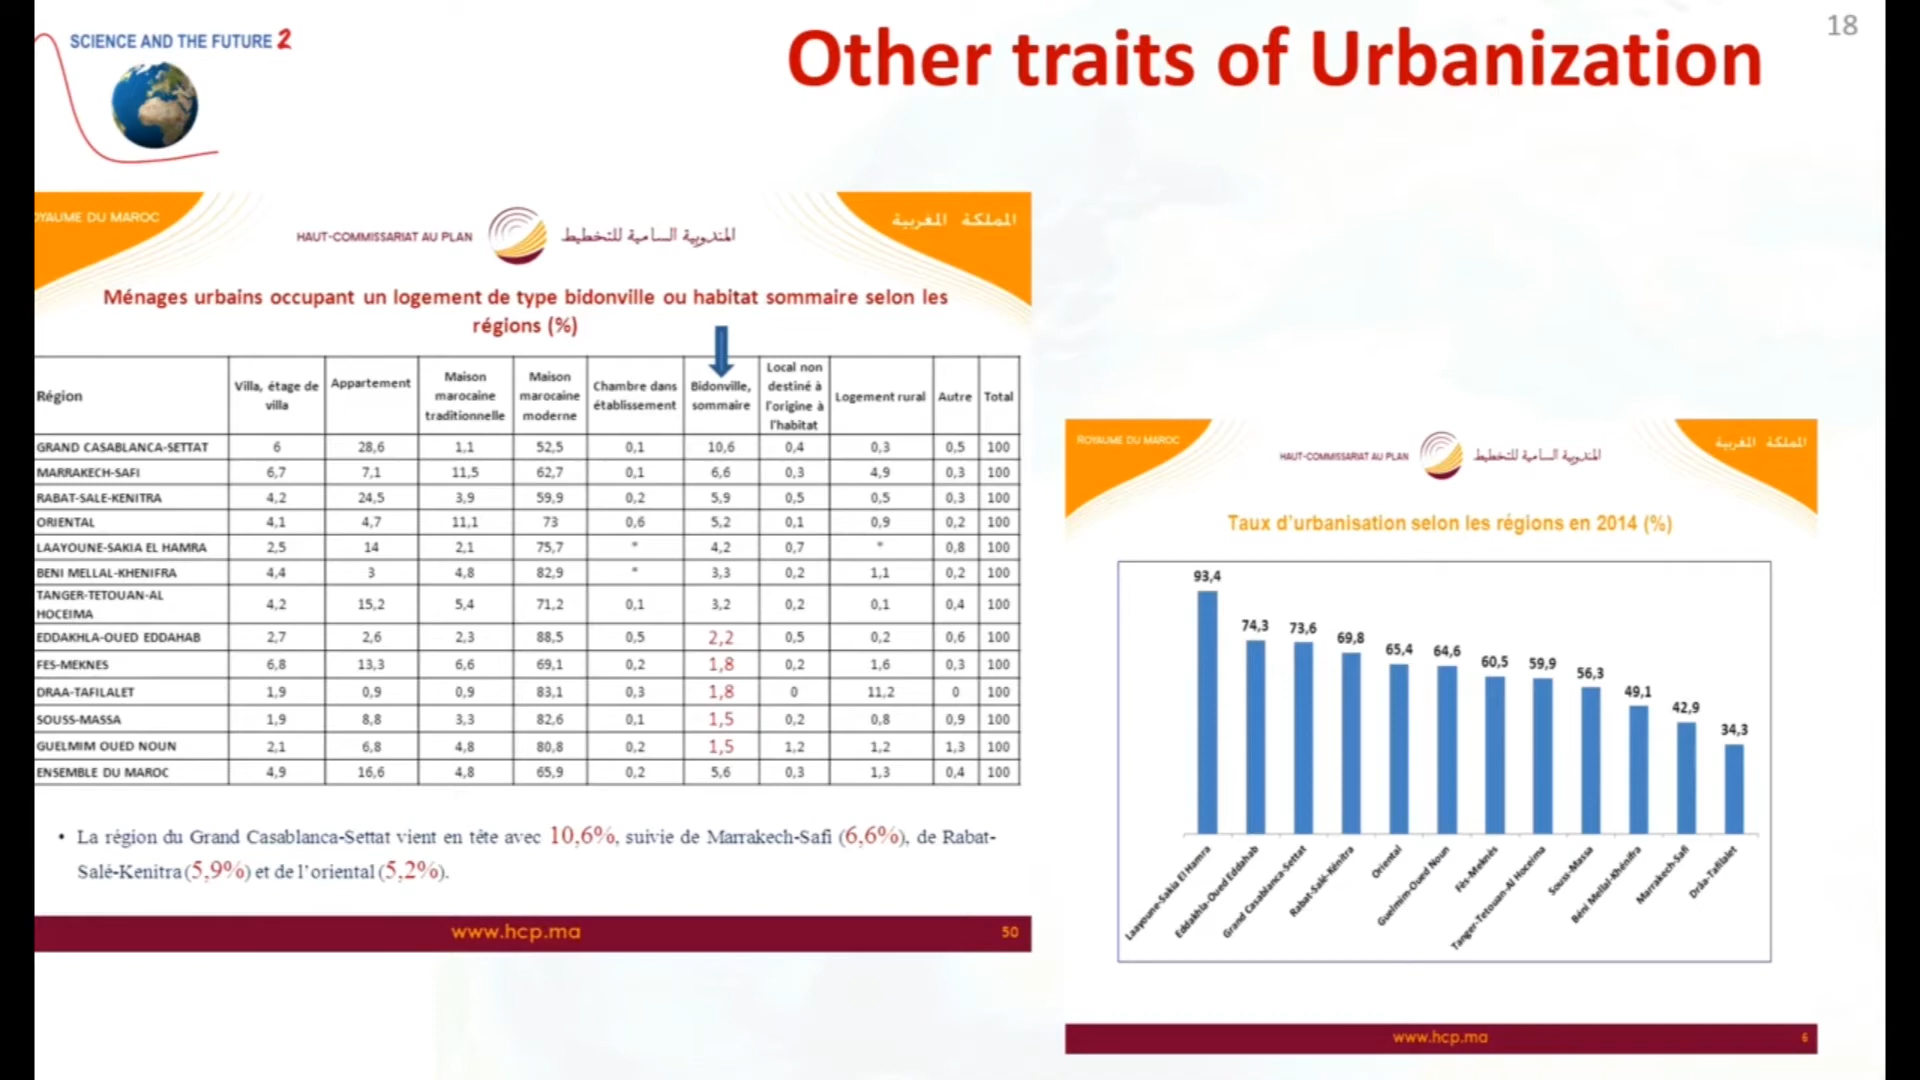 18
SCIENCE AND THE FUTURE 2
Other traits of Urbanization
OYAUME DU MAROC
HAUT-COMMISSARIAT AU PLAN
المندوبية السامية للتخطيط
المملكة المغربية
Ménages urbains occupant un logement de type bidonville ou habitat sommaire selon les
régions (%)
Région Villa, étage de villa Appartement Maison marocaine traditionnelle Maison marocaine moderne Chambre dans établissement Bidonville, sommaire Local non destiné à l'origine à l'habitat Logement rural Autre Total
GRAND CASABLANCA-SETTAT 6 28,6 1,1 52,5 0,1 10,6 0,4 0,3 0,5 100
MARRAKECH-SAFI 6,7 7,1 11,5 62,7 0,1 6,6 0,3 4,9 0,3 100
RABAT-SALE-KENITRA 4,2 24,5 3,9 59,9 0,2 5,9 0,5 0,5 0,3 100
ORIENTAL 4,1 4,7 11,1 73 0,6 5,2 0,1 0,9 0,2 100
LAAYOUNE-SAKIA EL HAMRA 2,5 14 2,1 75,7 * 4,2 0,7 * 0,8 100
BENI MELLAL-KHENIFRA 4,4 3 4,8 82,9 * 3,3 0,2 1,1 0,2 100
TANGER-TETOUAN-AL HOCEIMA 4,2 15,2 5,4 71,2 0,1 3,2 0,2 0,1 0,4 100
EDDAKHLA-OUED EDDAHAB 2,7 2,6 2,3 88,5 0,5 2,2 0,5 0,2 0,6 100
FES-MEKNES 6,8 13,3 6,6 69,1 0,2 1,8 0,2 1,6 0,3 100
DRAA-TAFILALET 1,9 0,9 0,9 83,1 0,3 1,8 0 11,2 0 100
SOUSS-MASSA 1,9 8,8 3,3 82,6 0,1 1,5 0,2 0,8 0,9 100
GUELMIM OUED NOUN 2,1 6,8 4,8 80,8 0,2 1,5 1,2 1,2 1,3 100
ENSEMBLE DU MAROC 4,9 16,6 4,8 65,9 0,2 5,6 0,3 1,3 0,4 100
• La région du Grand Casablanca-Settat vient en tête avec 10,6%, suivie de Marrakech-Safi (6,6%), de Rabat-
Salé-Kenitra (5,9%) et de l'oriental (5,2%).
www.hcp.ma 50
ROYAUME DU MAROC
HAUT-COMMISSARIAT AU PLAN
المندوبية السامية للتخطيط
المملكة المغربية
Taux d'urbanisation selon les régions en 2014 (%)
93,4 74,3 73,6 69,8 65,4 64,6 60,5 59,9 56,3 49,1 42,9 34,3
Laayoune-Sakia El Hamra
Eddakhla-Oued Eddahab
Grand Casablanca-Settat
Rabat-Salé-Kénitra
Oriental
Guelmim-Oued Noun
Fès-Meknès
Tanger-Tetouan-Al Hoceima
Souss-Massa
Béni Mellal-Khénifra
Marrakech-Safi
Drâa-Tafilalet
www.hcp.ma 6